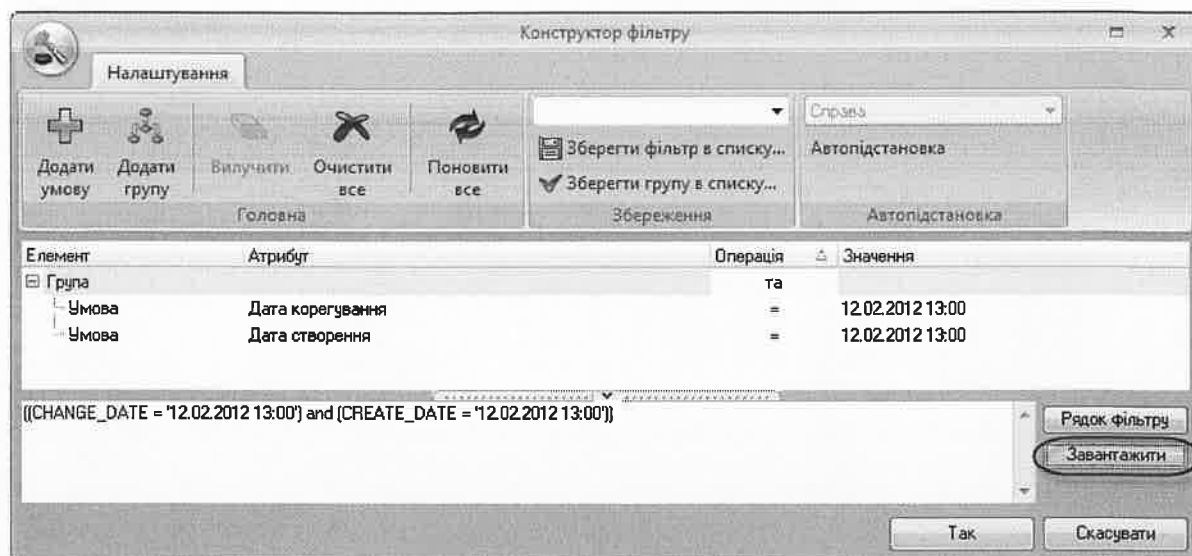 Конструктор фільтру
Налаштування
Додати умову
Додати групу
Вилучити
Очистити все
Поновити все
Головна
Зберегти фільтр в списку...
Зберегти групу в списку...
Збереження
Справа
Автопідстановка
Автопідстановка
Елемент Атрибут Операція Значення
Група та
Умова Дата корегування = 12.02.2012 13:00
Умова Дата створення = 12.02.2012 13:00
((CHANGE_DATE = '12.02.2012 13:00') and (CREATE_DATE = '12.02.2012 13:00'))
Рядок фільтру
Завантажити
Так Скасувати